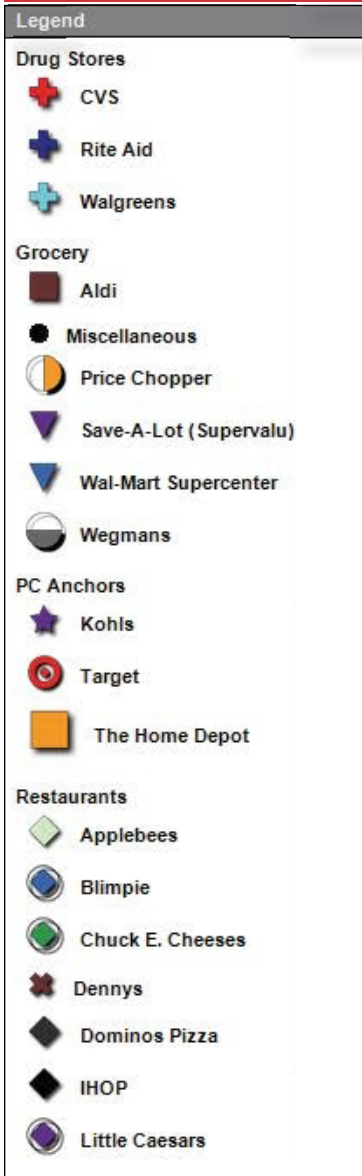 Legend
Drug Stores
CVS
Rite Aid
Walgreens
Grocery
Aldi
Miscellaneous
Price Chopper
Save-A-Lot (Supervalu)
Wal-Mart Supercenter
Wegmans
PC Anchors
Kohls
Target
The Home Depot
Restaurants
Applebees
Blimpie
Chuck E. Cheeses
Dennys
Dominos Pizza
IHOP
Little Caesars